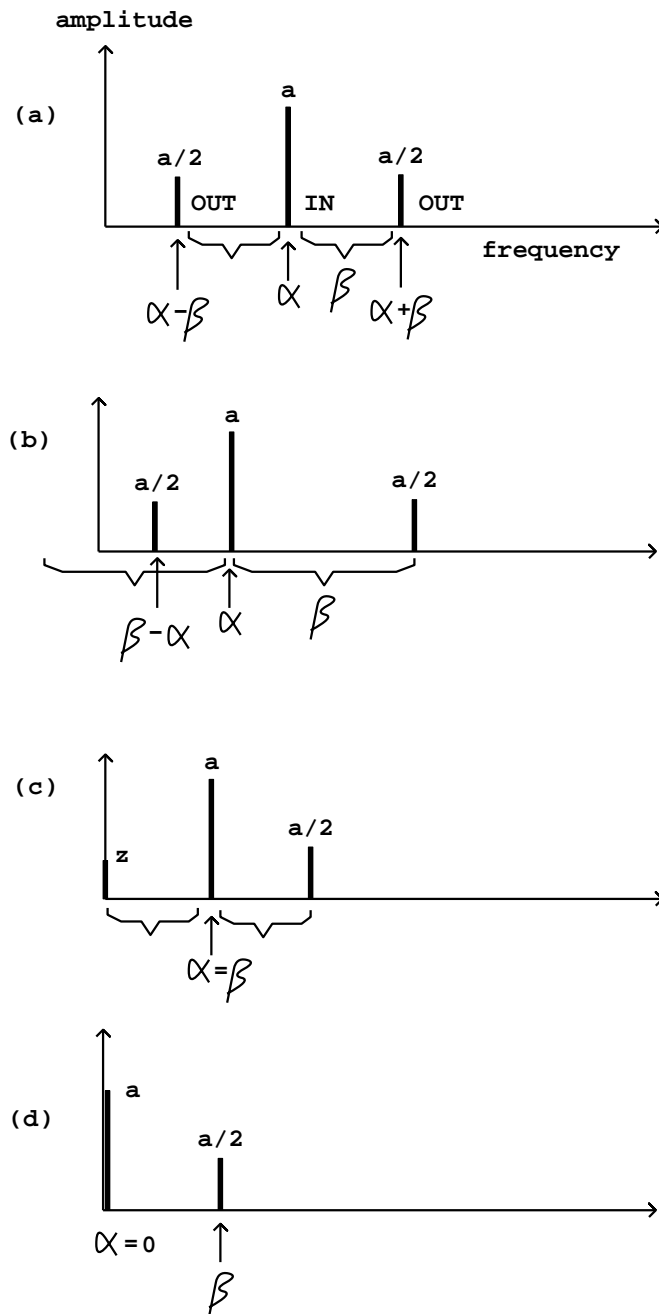 amplitude
(a)
a
a/2
a/2
OUT
IN
OUT
frequency
α-β
α
β
α+β
(b)
a
a/2
a/2
β-α
α
β
(c)
a
a/2
z
α=β
(d)
a
a/2
α=0
β